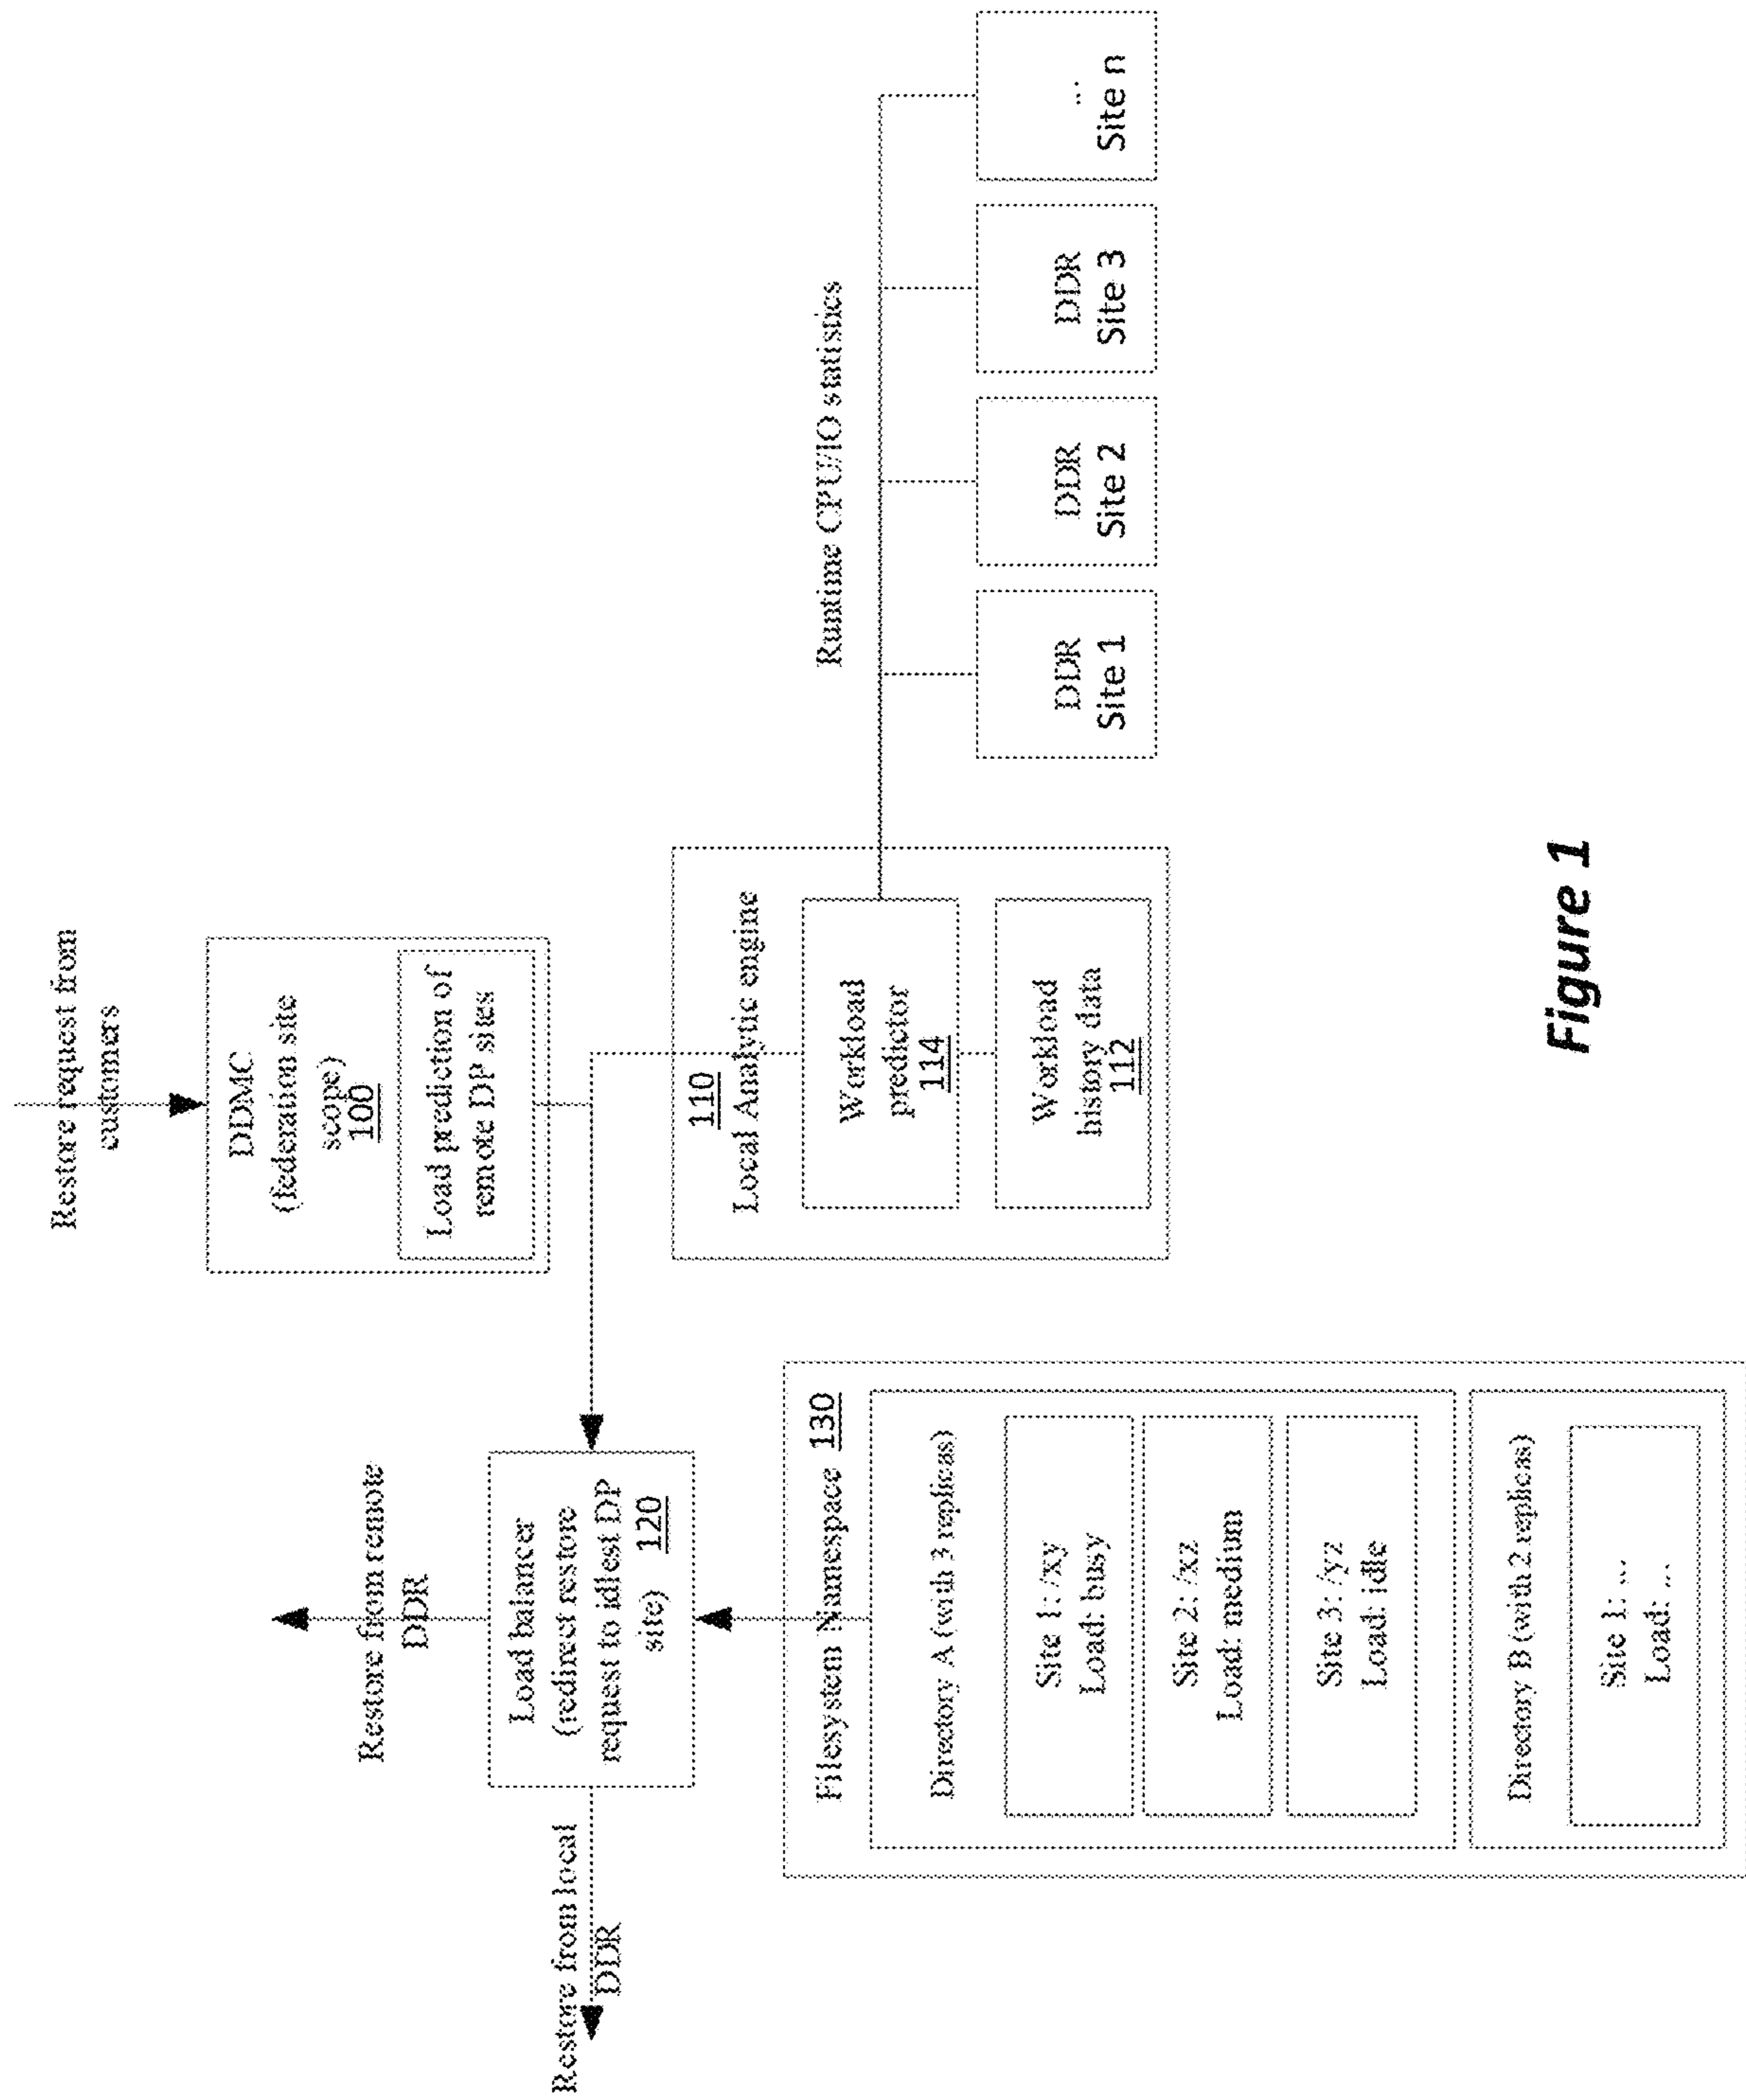 Restore request from
customers
DDMC
(federation site
scope)
100
Load prediction of
remote DP sites
Restore from remote
DDR
Restore from local
DDR
Load balancer
(redirect restore
request to idlest DP
site) 120
110
Local Analytic engine
Workload
predictor
114
Workload
history data
112
Runtime CPU/IO statistics
DDR
Site 1
DDR
Site 2
DDR
Site 3
...
Site n
Filesystem Namespace 130
Directory A (with 3 replicas)
Site 1: /xy
Load: busy
Site 2: /xz
Load: medium
Site 3: /yz
Load: idle
Directory B (with 2 replicas)
Site 1: ...
Load: ...
Figure 1